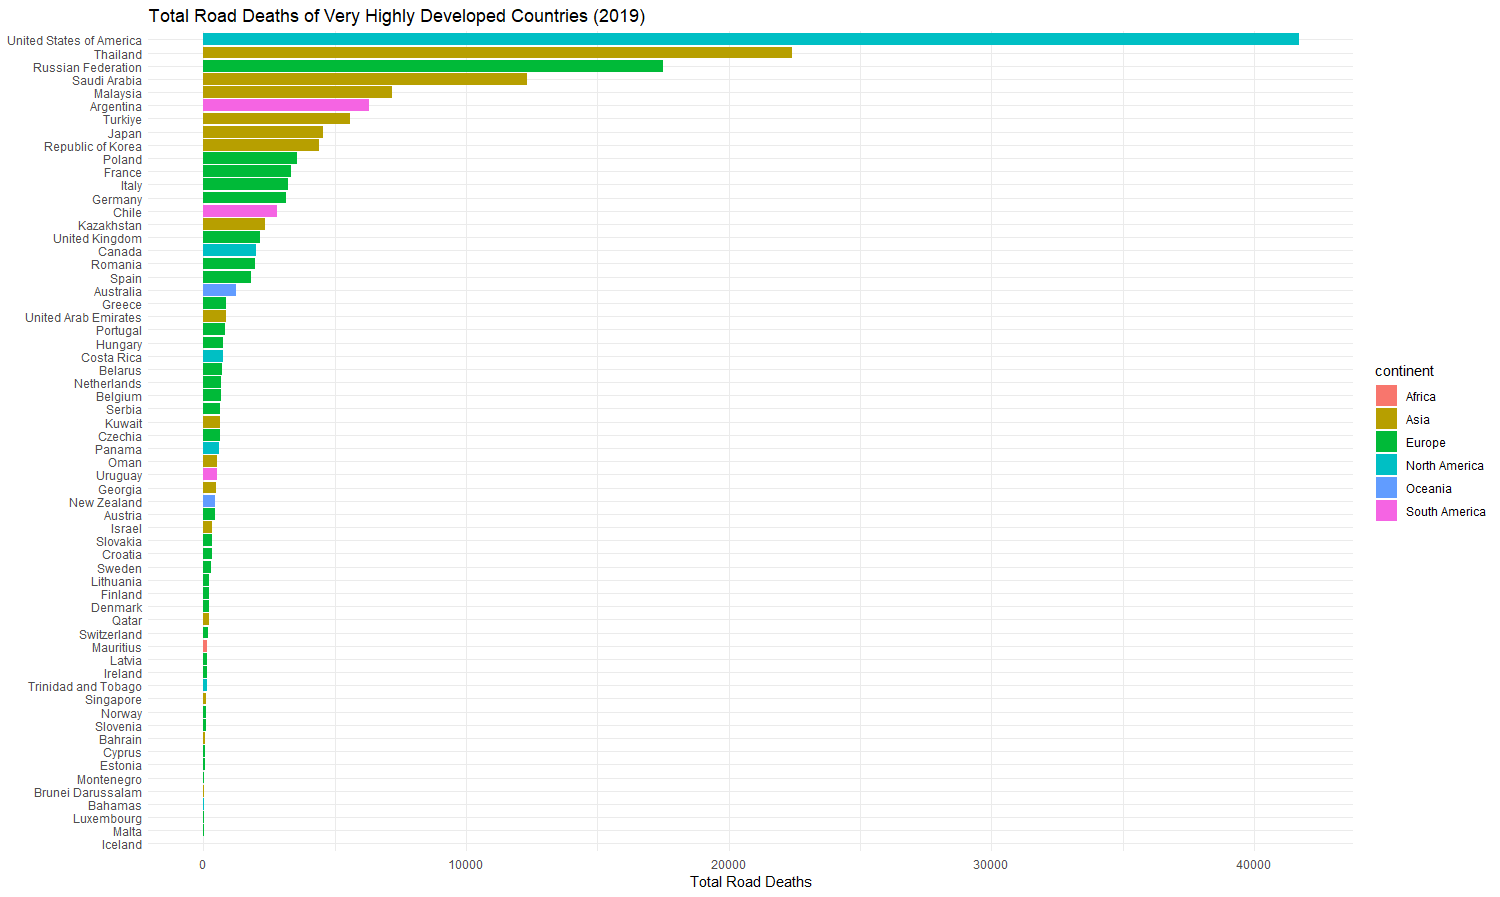 Total Road Deaths of Very Highly Developed Countries (2019)
United States of America
Thailand
Russian Federation
Saudi Arabia
Malaysia
Argentina
Turkiye
Japan
Republic of Korea
Poland
France
Italy
Germany
Chile
Kazakhstan
United Kingdom
Canada
Romania
Spain
Australia
Greece
United Arab Emirates
Portugal
Hungary
Costa Rica
Belarus
Netherlands
Belgium
Serbia
Kuwait
Czechia
Panama
Oman
Uruguay
Georgia
New Zealand
Austria
Israel
Slovakia
Croatia
Sweden
Lithuania
Finland
Denmark
Qatar
Switzerland
Mauritius
Latvia
Ireland
Trinidad and Tobago
Singapore
Norway
Slovenia
Bahrain
Cyprus
Estonia
Montenegro
Brunei Darussalam
Bahamas
Luxembourg
Malta
Iceland
0 10000 20000 30000 40000
Total Road Deaths
continent
Africa
Asia
Europe
North America
Oceania
South America